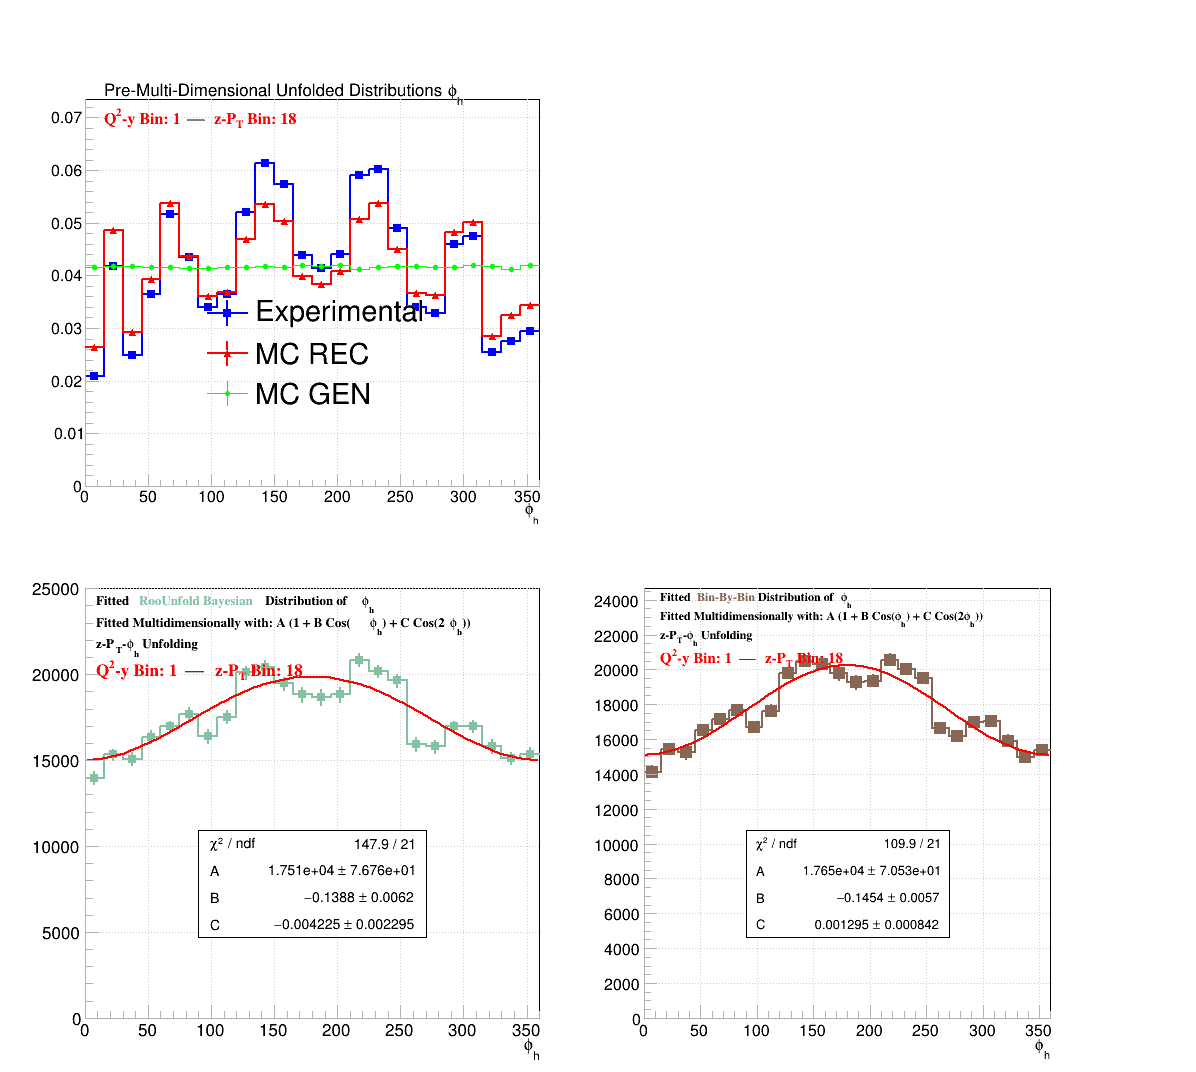 Pre-Multi-Dimensional Unfolded Distributions ϕh
Q2-y Bin: 1 — z-PT Bin: 18
0.07
0.06
0.05
0.04
0.03
0.02
0.01
0
Experimental
MC REC
MC GEN
0 50 100 150 200 250 300 350
ϕh
Fitted RooUnfold Bayesian Distribution of ϕh
Fitted Multidimensionally with: A (1 + B Cos( ϕh) + C Cos(2 ϕh))
z-PT-ϕh Unfolding
Q2-y Bin: 1 — z-PT Bin: 18
25000
20000
15000
10000
5000
0
χ2 / ndf 147.9 / 21
A 1.751e+04 ± 7.676e+01
B −0.1388 ± 0.0062
C −0.004225 ± 0.002295
0 50 100 150 200 250 300 350
ϕh
Fitted Bin-By-Bin Distribution of ϕh
Fitted Multidimensionally with: A (1 + B Cos(ϕh) + C Cos(2ϕh))
z-PT-ϕh Unfolding
Q2-y Bin: 1 — z-PT Bin: 18
24000
22000
20000
18000
16000
14000
12000
10000
8000
6000
4000
2000
0
χ2 / ndf 109.9 / 21
A 1.765e+04 ± 7.053e+01
B −0.1454 ± 0.0057
C 0.001295 ± 0.000842
0 50 100 150 200 250 300 350
ϕh